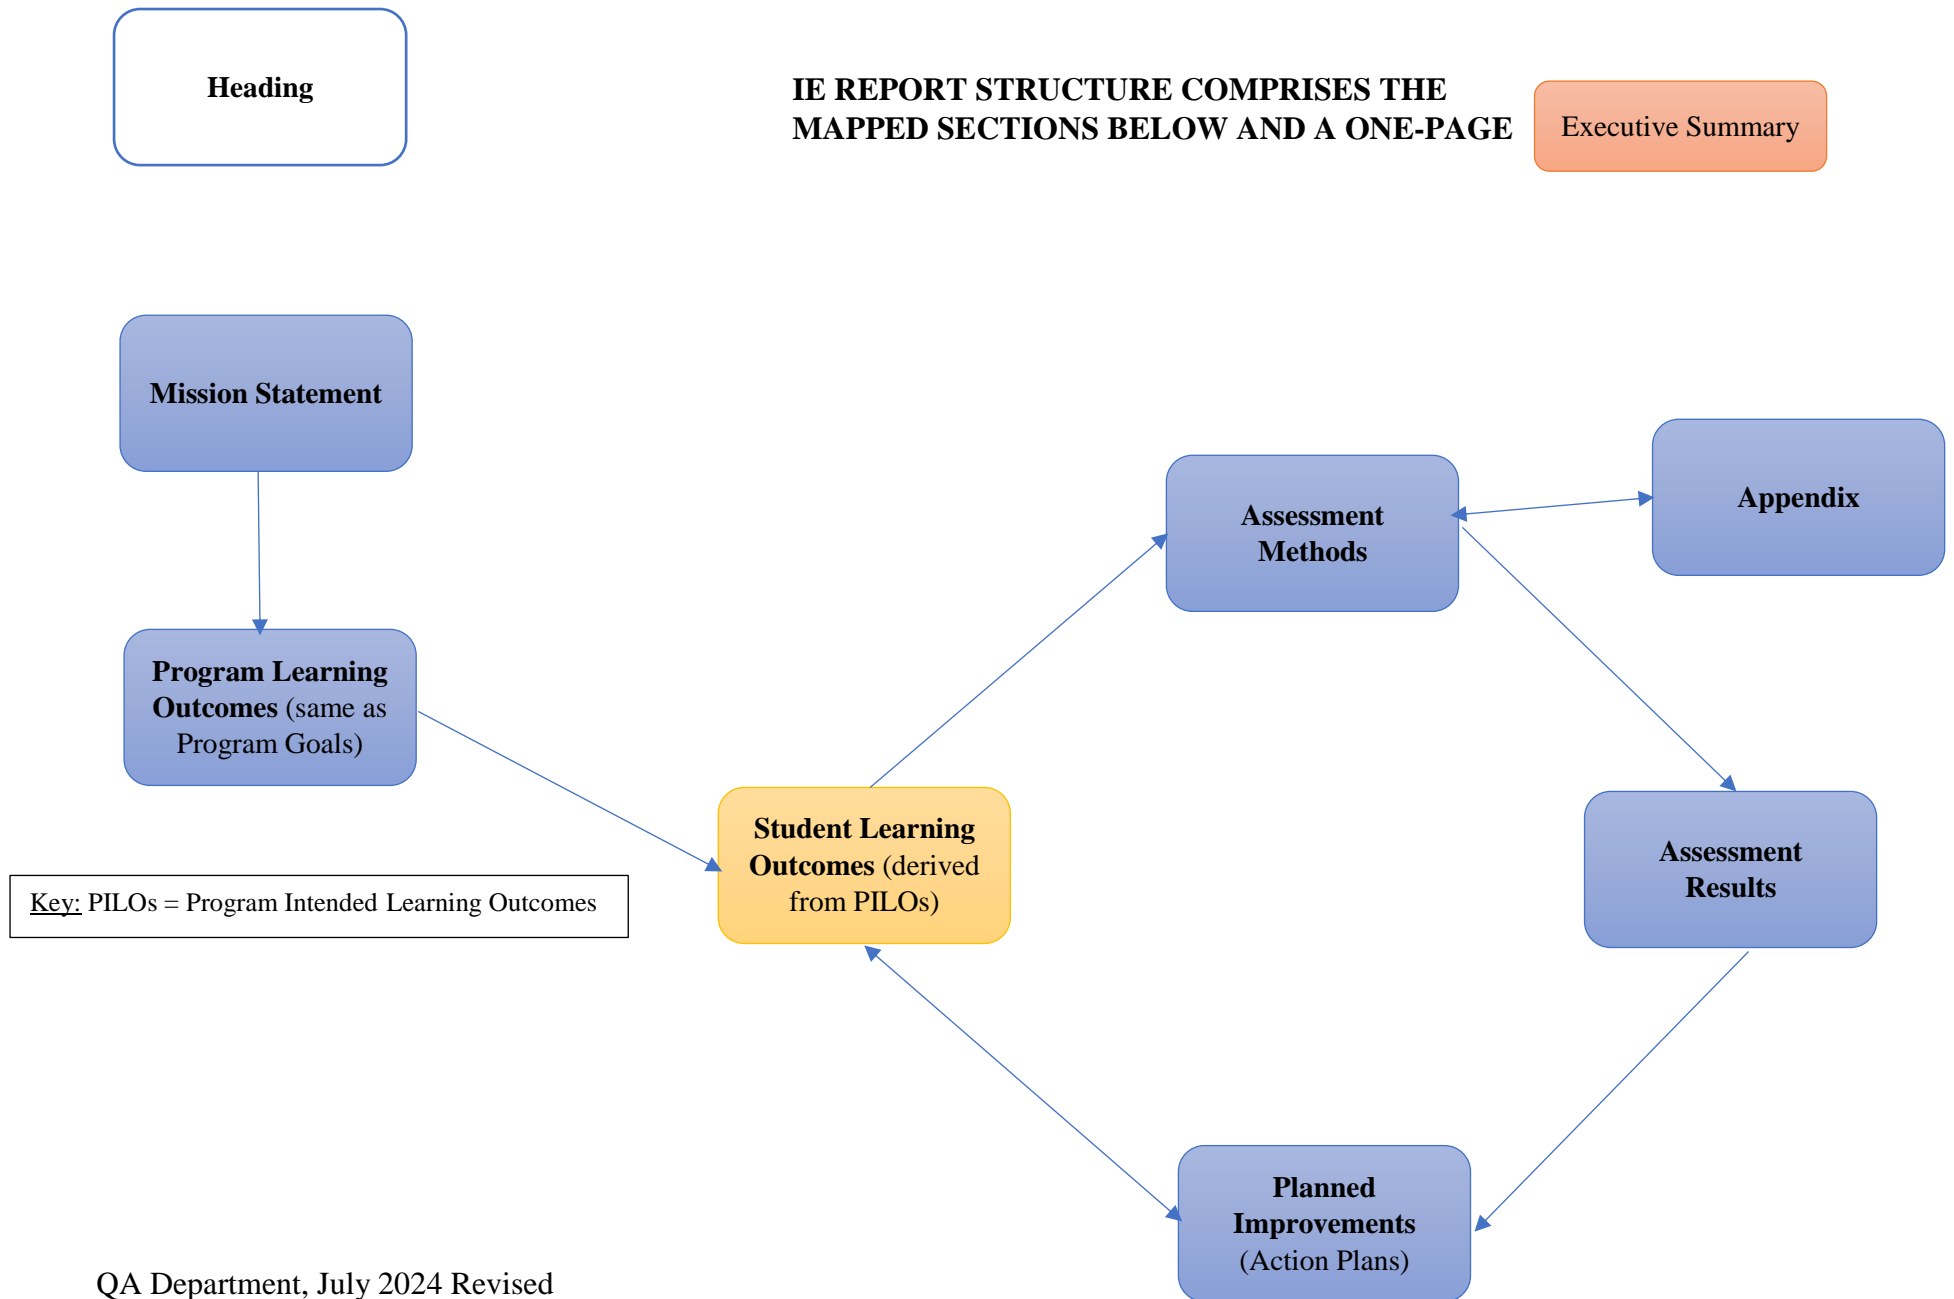 Heading
IE REPORT STRUCTURE COMPRISES THE
MAPPED SECTIONS BELOW AND A ONE-PAGE
Executive Summary
Mission Statement
Appendix
Assessment
Methods
Program Learning
Outcomes (same as
Program Goals)
Student Learning
Outcomes (derived
from PILOs)
Assessment
Results
Key: PILOs = Program Intended Learning Outcomes
Planned
Improvements
(Action Plans)
QA Department, July 2024 Revised